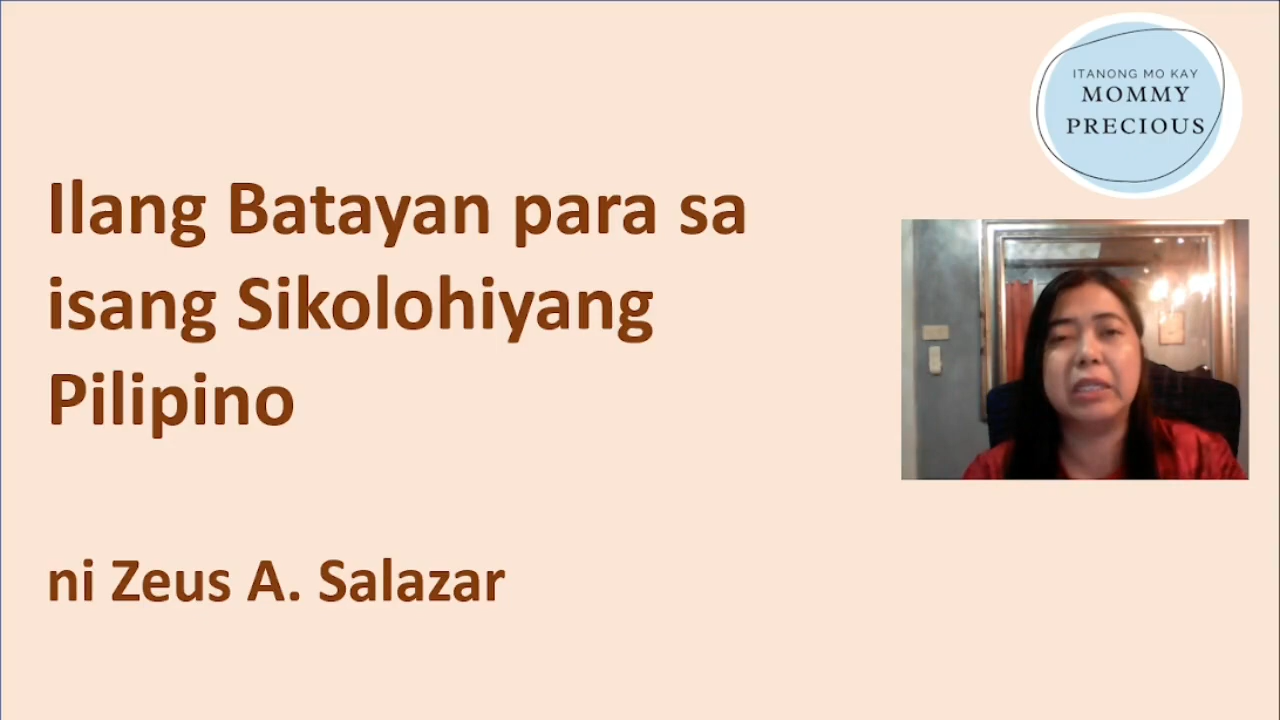 ITANONG MO KAY
MOMMY
PRECIOUS
Ilang Batayan para sa
isang Sikolohiyang
Pilipino
ni Zeus A. Salazar